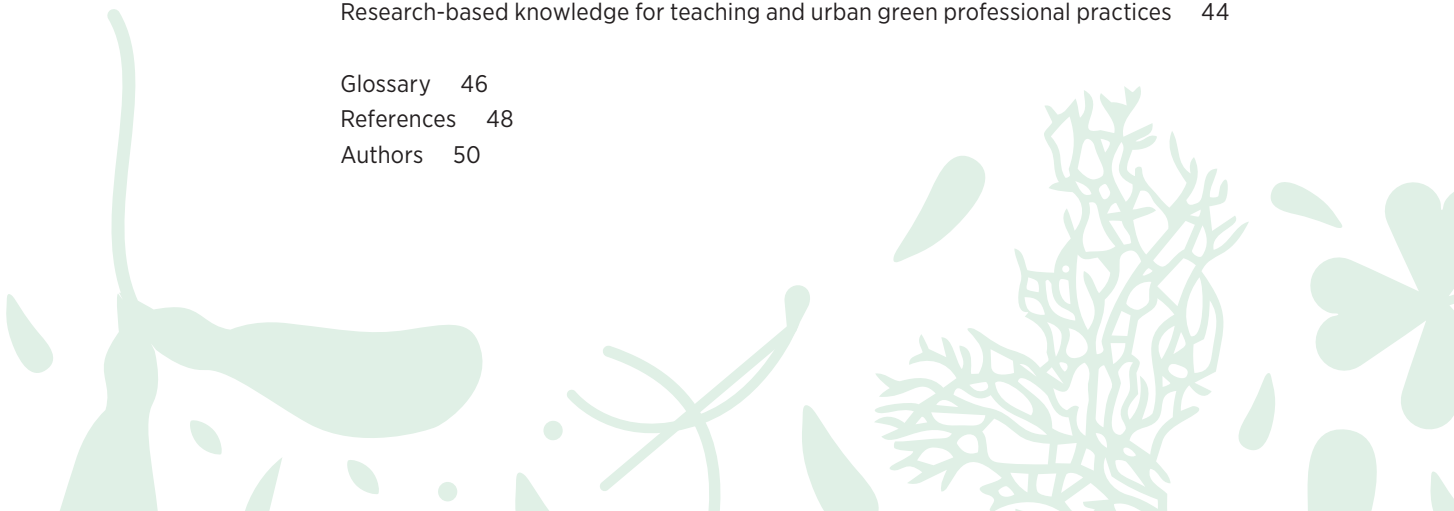 Research-based knowledge for teaching and urban green professional practices 44
Glossary 46
References 48
Authors 50